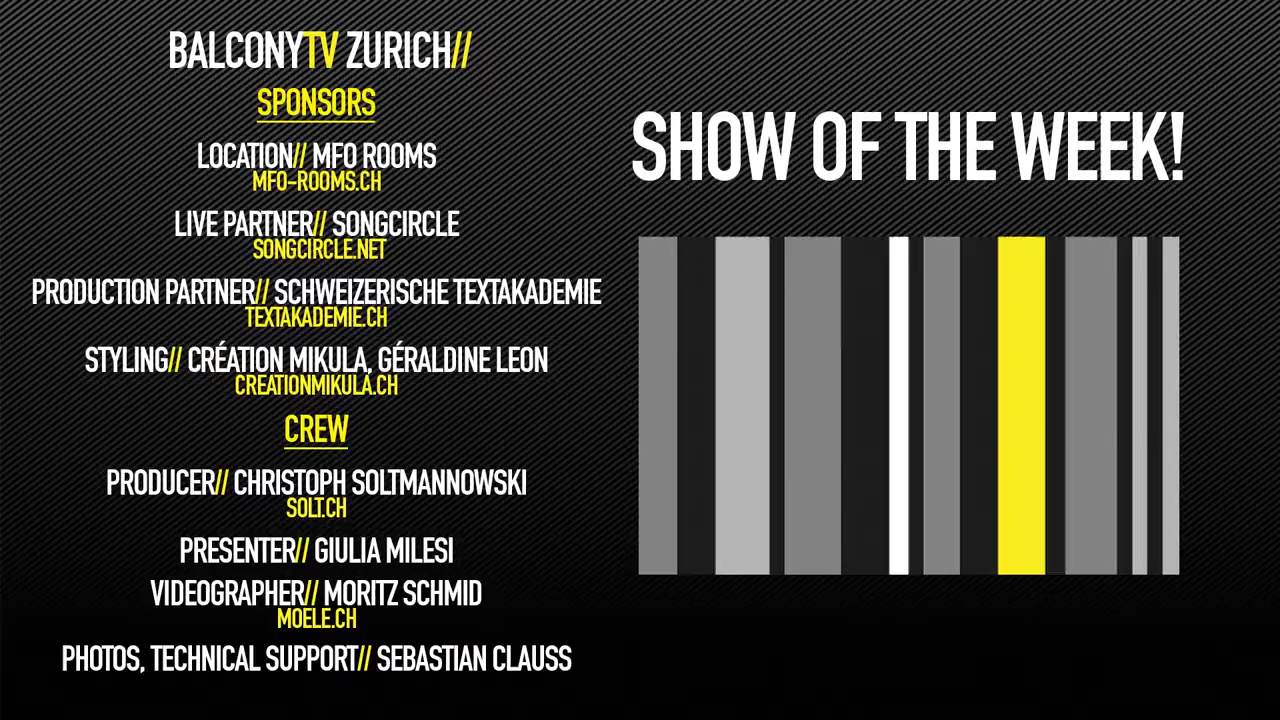 BALCONYTV ZURICH//
SPONSORS
LOCATION// MFO ROOMS
MFO-ROOMS.CH
LIVE PARTNER// SONGCIRCLE
SONGCIRCLE.NET
PRODUCTION PARTNER// SCHWEIZERISCHE TEXTAKADEMIE
TEXTAKADEMIE.CH
STYLING// CRÉATION MIKULA, GÉRALDINE LEON
CREATIONMIKULA.CH
CREW
PRODUCER// CHRISTOPH SOLTMANNOWSKI
SOLT.CH
PRESENTER// GIULIA MILESI
VIDEOGRAPHER// MORITZ SCHMID
MOELE.CH
PHOTOS, TECHNICAL SUPPORT// SEBASTIAN CLAUSS
SHOW OF THE WEEK!